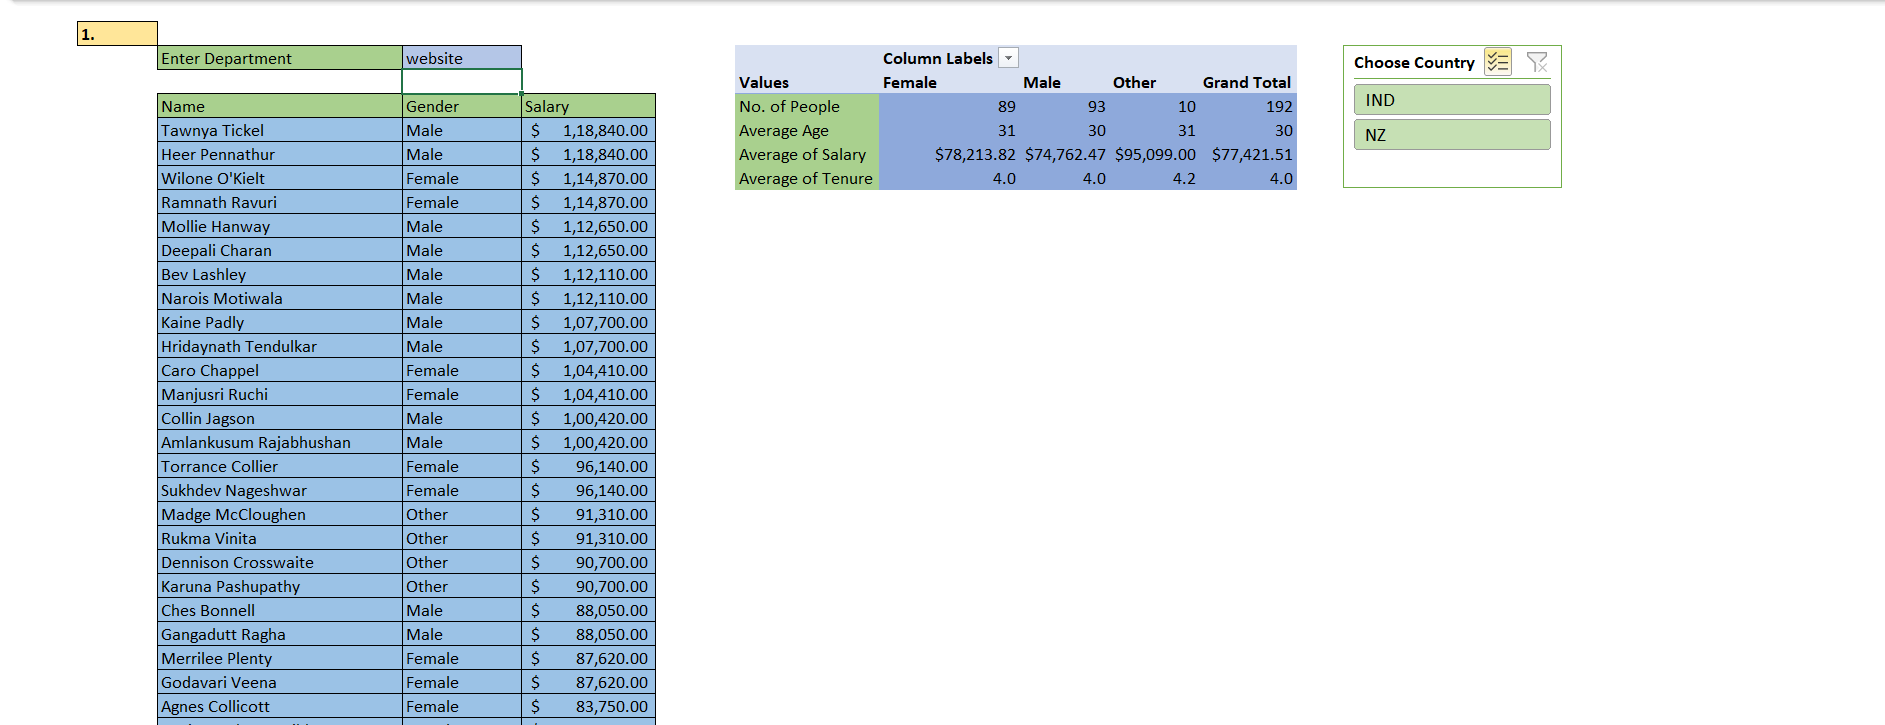 1.
Enter Department website
Name Gender Salary
Tawnya Tickel Male $ 1,18,840.00
Heer Pennathur Male $ 1,18,840.00
Wilone O'Kielt Female $ 1,14,870.00
Ramnath Ravuri Female $ 1,14,870.00
Mollie Hanway Male $ 1,12,650.00
Deepali Charan Male $ 1,12,650.00
Bev Lashley Male $ 1,12,110.00
Narois Motiwala Male $ 1,12,110.00
Kaine Padly Male $ 1,07,700.00
Hridaynath Tendulkar Male $ 1,07,700.00
Caro Chappel Female $ 1,04,410.00
Manjusri Ruchi Female $ 1,04,410.00
Collin Jagson Male $ 1,00,420.00
Amlankusum Rajabhushan Male $ 1,00,420.00
Torrance Collier Female $ 96,140.00
Sukhdev Nageshwar Female $ 96,140.00
Madge McCloughen Other $ 91,310.00
Rukma Vinita Other $ 91,310.00
Dennison Crosswaite Other $ 90,700.00
Karuna Pashupathy Other $ 90,700.00
Ches Bonnell Male $ 88,050.00
Gangadutt Ragha Male $ 88,050.00
Merrilee Plenty Female $ 87,620.00
Godavari Veena Female $ 87,620.00
Agnes Collicott Female $ 83,750.00
Column Labels
Values Female Male Other Grand Total
No. of People 89 93 10 192
Average Age 31 30 31 30
Average of Salary $78,213.82 $74,762.47 $95,099.00 $77,421.51
Average of Tenure 4.0 4.0 4.2 4.0
Choose Country
IND
NZ